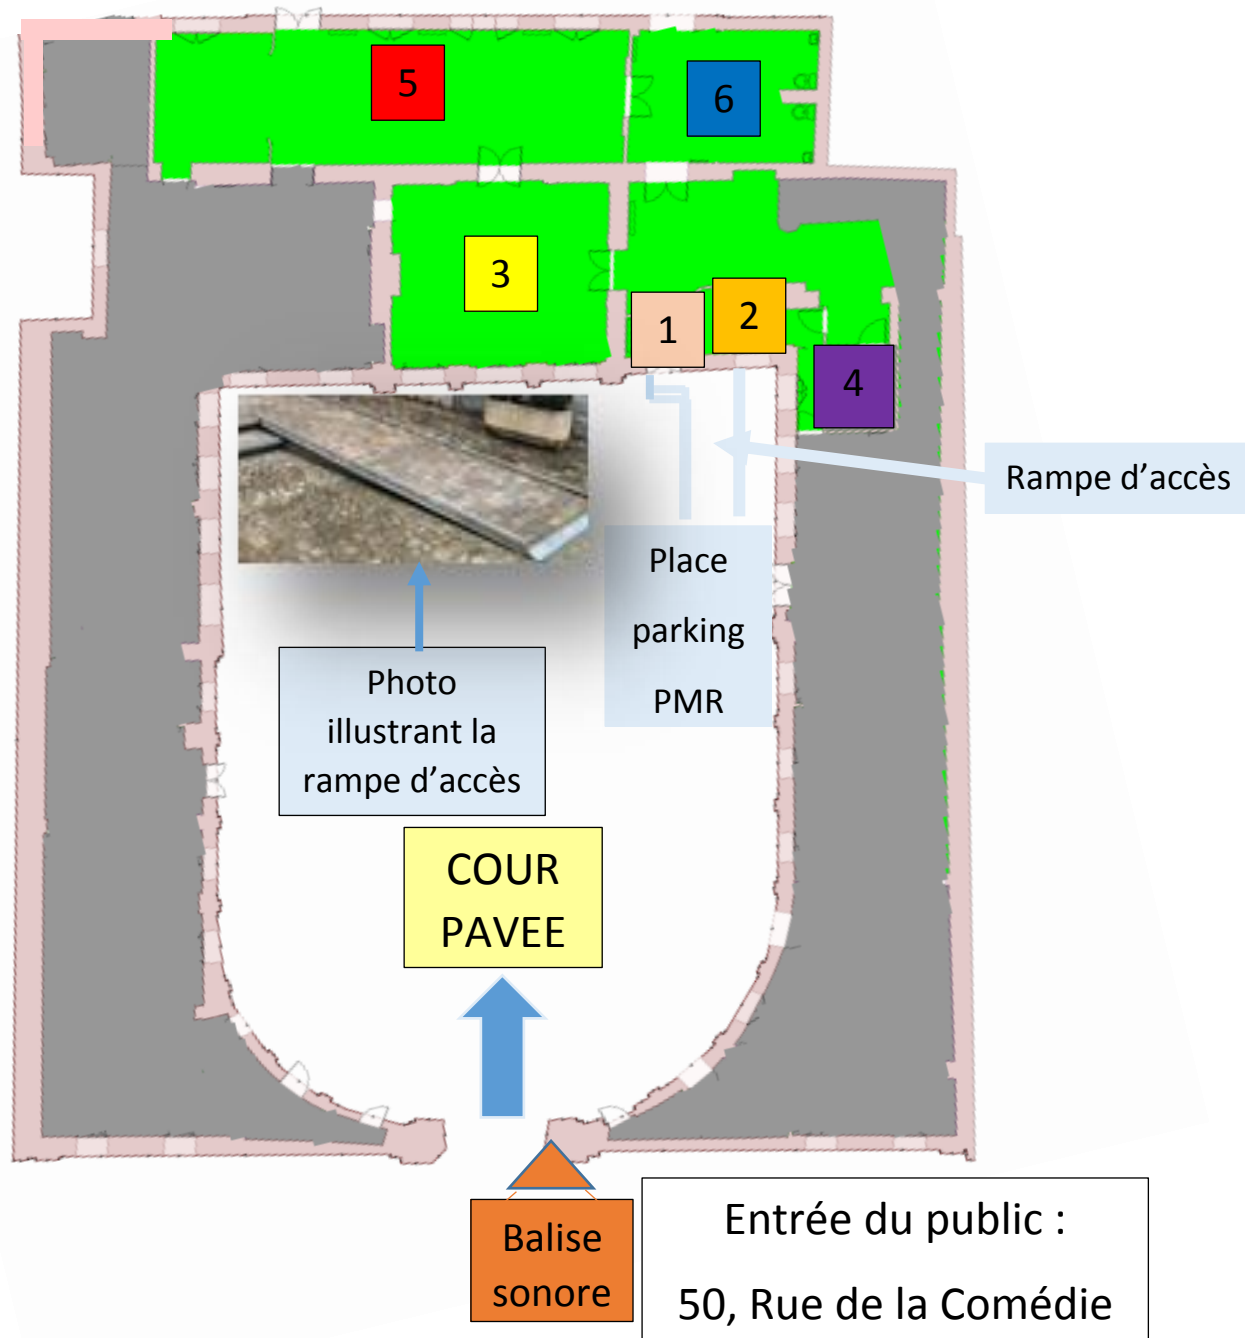 5
6
3
1
2
4
Rampe d’accès
Place
parking
PMR
Photo
illustrant la
rampe d’accès
COUR
PAVEE
Balise
sonore
Entrée du public :
50, Rue de la Comédie